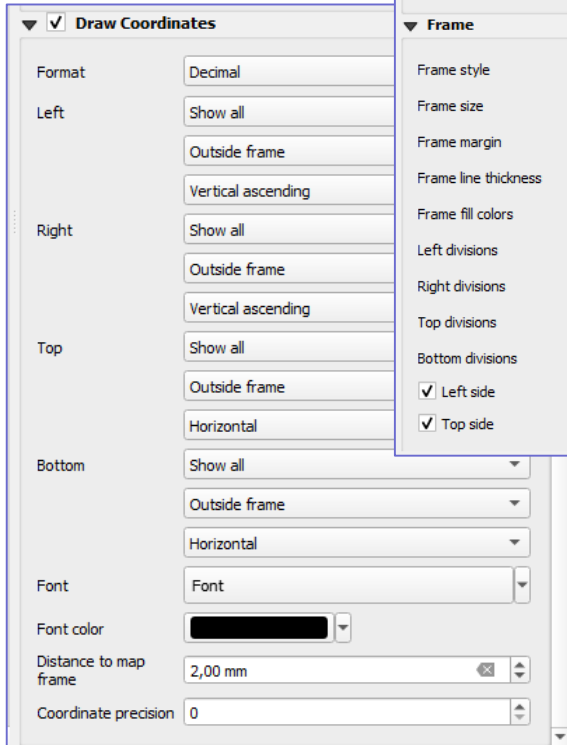 Draw Coordinates
Format Decimal
Left Show all
Outside frame
Vertical ascending
Right Show all
Outside frame
Vertical ascending
Top Show all
Outside frame
Horizontal
Bottom Show all
Outside frame
Horizontal
Font Font
Font color
Distance to map
frame
2,00 mm
Coordinate precision 0
Frame
Frame style
Frame size
Frame margin
Frame line thickness
Frame fill colors
Left divisions
Right divisions
Top divisions
Bottom divisions
Left side
Top side